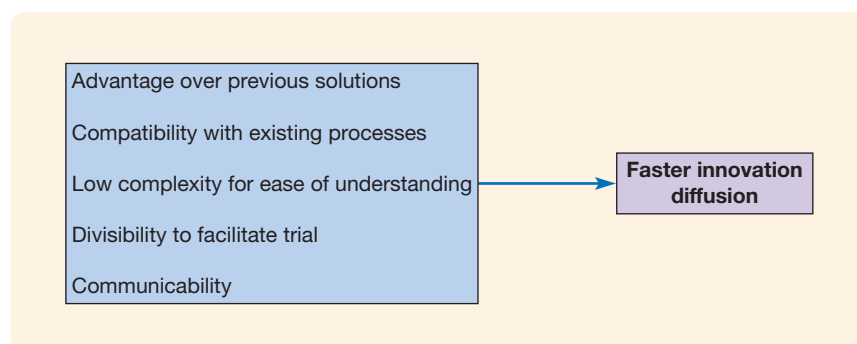 Advantage over previous solutions
Compatibility with existing processes
Low complexity for ease of understanding
Divisibility to facilitate trial
Communicability
Faster innovation
diffusion